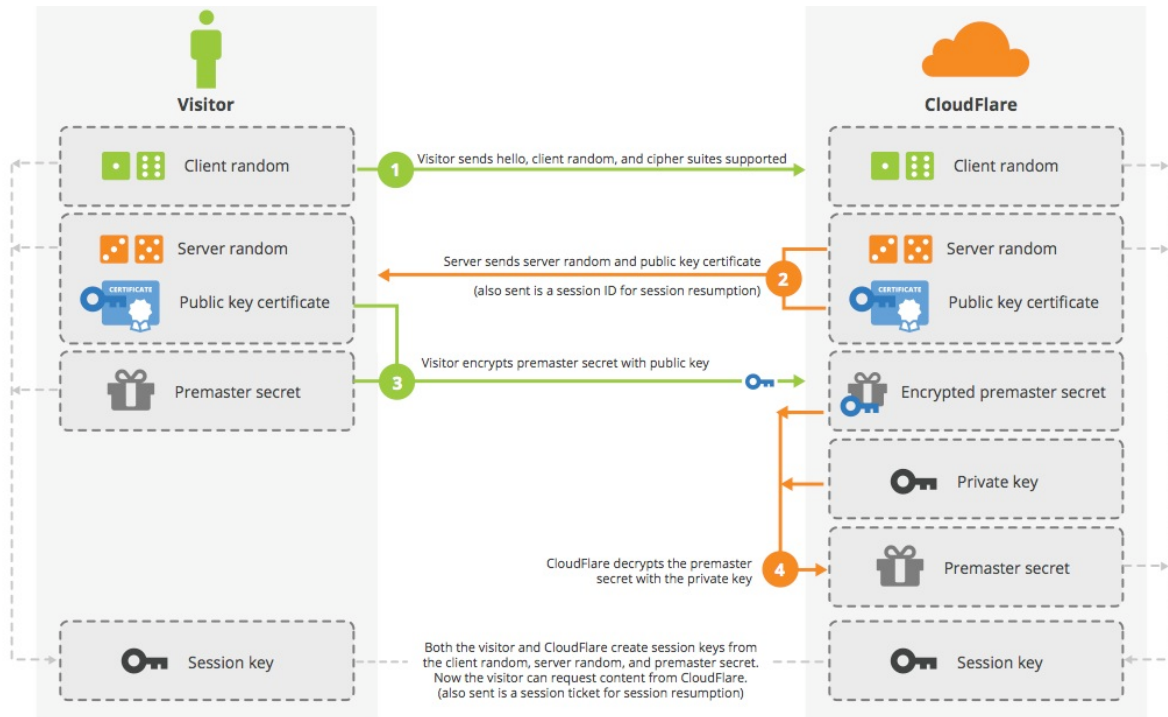 Visitor
CloudFlare
Client random
1
Visitor sends hello, client random, and cipher suites supported
Client random
Server random
Server sends server random and public key certificate
2
Server random
(also sent is a session ID for session resumption)
CERTIFICATE
Public key certificate
CERTIFICATE
Public key certificate
Visitor encrypts premaster secret with public key
3
Premaster secret
Encrypted premaster secret
Private key
CloudFlare decrypts the premaster
secret with the private key
4
Premaster secret
Session key
Both the visitor and CloudFlare create session keys from
the client random, server random, and premaster secret.
Now the visitor can request content from CloudFlare.
(also sent is a session ticket for session resumption)
Session key